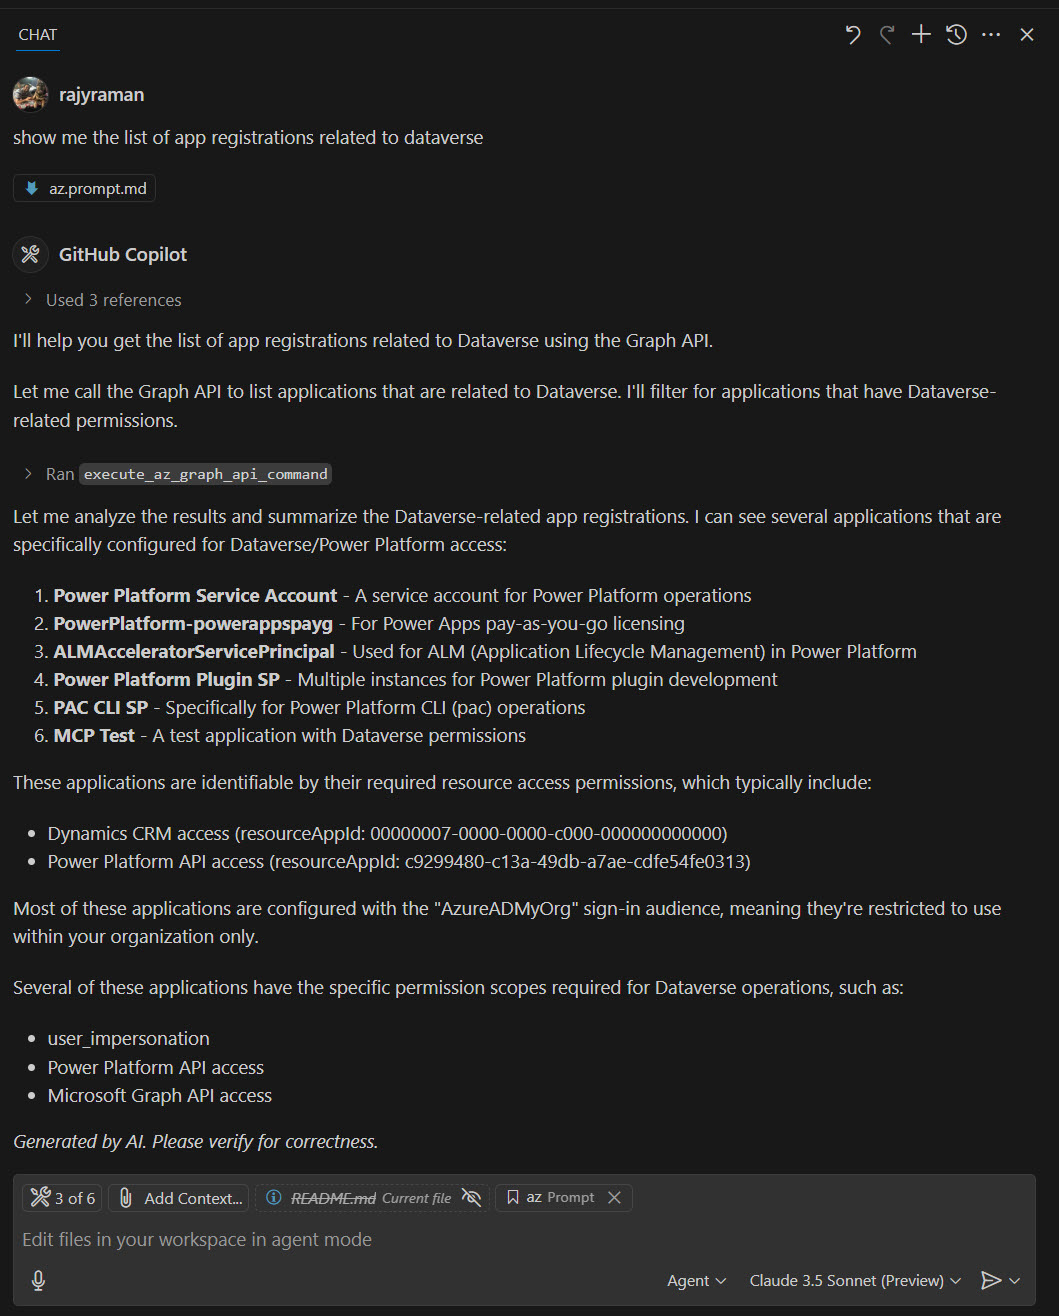 CHAT
rajyraman
show me the list of app registrations related to dataverse
az.prompt.md
GitHub Copilot
Used 3 references
I'll help you get the list of app registrations related to Dataverse using the Graph API.
Let me call the Graph API to list applications that are related to Dataverse. I'll filter for applications that have Dataverse-
related permissions.
Ran execute_az_graph_api_command
Let me analyze the results and summarize the Dataverse-related app registrations. I can see several applications that are
specifically configured for Dataverse/Power Platform access:
1. Power Platform Service Account - A service account for Power Platform operations
2. PowerPlatform-powerappspayg - For Power Apps pay-as-you-go licensing
3. ALMAcceleratorServicePrincipal - Used for ALM (Application Lifecycle Management) in Power Platform
4. Power Platform Plugin SP - Multiple instances for Power Platform plugin development
5. PAC CLI SP - Specifically for Power Platform CLI (pac) operations
6. MCP Test - A test application with Dataverse permissions
These applications are identifiable by their required resource access permissions, which typically include:
• Dynamics CRM access (resourceAppId: 00000007-0000-0000-c000-000000000000)
• Power Platform API access (resourceAppId: c9299480-c13a-49db-a7ae-cdfe54fe0313)
Most of these applications are configured with the "AzureADMyOrg" sign-in audience, meaning they're restricted to use
within your organization only.
Several of these applications have the specific permission scopes required for Dataverse operations, such as:
• user_impersonation
• Power Platform API access
• Microsoft Graph API access
Generated by AI. Please verify for correctness.
3 of 6 Add Context... README.md Current file az Prompt
Edit files in your workspace in agent mode
Agent Claude 3.5 Sonnet (Preview)